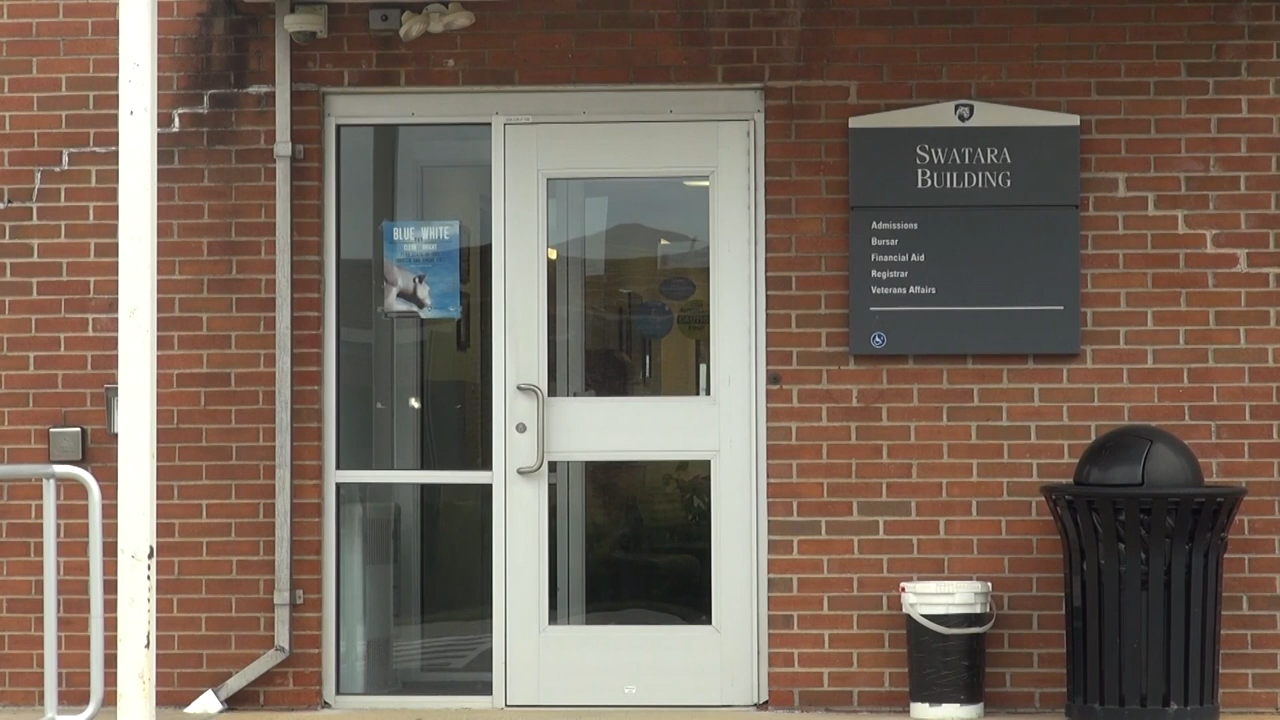 BLUE WHITE
SWATARA
BUILDING
Admissions
Bursar
Financial Aid
Registrar
Veterans Affairs